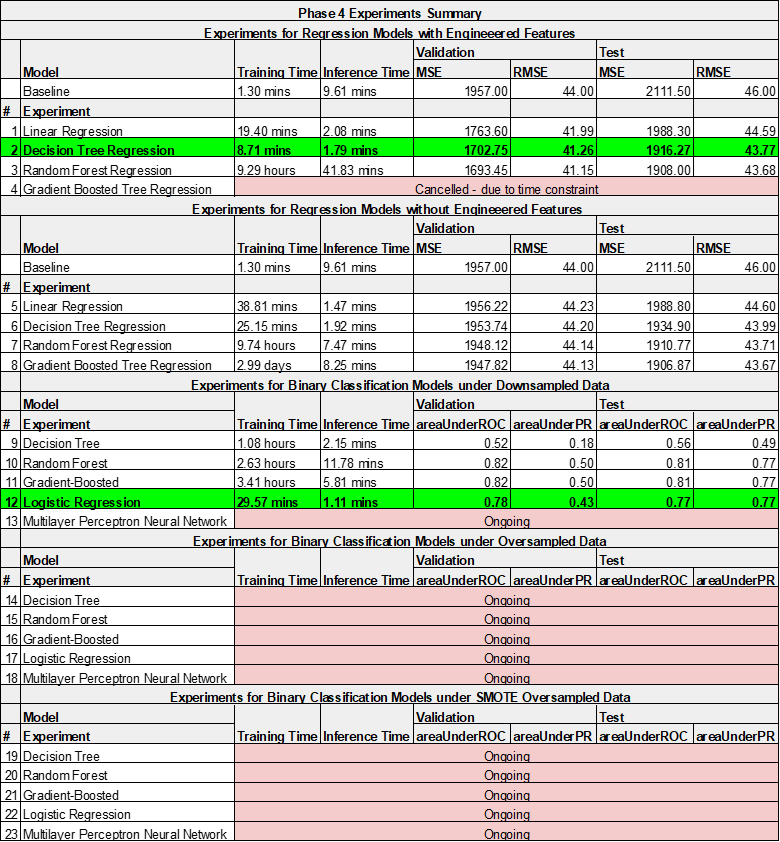 Phase 4 Experiments Summary
Experiments for Regression Models with Engineeered Features
Validation Test
Model Training Time Inference Time MSE RMSE MSE RMSE
Baseline 1.30 mins 9.61 mins 1957.00 44.00 2111.50 46.00
# Experiment
1 Linear Regression 19.40 mins 2.08 mins 1763.60 41.99 1988.30 44.59
2 Decision Tree Regression 8.71 mins 1.79 mins 1702.75 41.26 1916.27 43.77
3 Random Forest Regression 9.29 hours 41.83 mins 1693.45 41.15 1908.00 43.68
4 Gradient Boosted Tree Regression Cancelled - due to time constraint
Experiments for Regression Models without Engineeered Features
Validation Test
Model Training Time Inference Time MSE RMSE MSE RMSE
Baseline 1.30 mins 9.61 mins 1957.00 44.00 2111.50 46.00
# Experiment
5 Linear Regression 38.81 mins 1.47 mins 1956.22 44.23 1988.80 44.60
6 Decision Tree Regression 25.15 mins 1.92 mins 1953.74 44.20 1934.90 43.99
7 Random Forest Regression 9.74 hours 7.47 mins 1948.12 44.14 1910.77 43.71
8 Gradient Boosted Tree Regression 2.99 days 8.25 mins 1947.82 44.13 1906.87 43.67
Experiments for Binary Classification Models under Downsampled Data
Model Validation Test
# Experiment Training Time Inference Time areaUnderROC areaUnderPR areaUnderROC areaUnderPR
9 Decision Tree 1.08 hours 2.15 mins 0.52 0.18 0.56 0.49
10 Random Forest 2.63 hours 11.78 mins 0.82 0.50 0.81 0.77
11 Gradient-Boosted 3.41 hours 5.81 mins 0.82 0.50 0.81 0.77
12 Logistic Regression 29.57 mins 1.11 mins 0.78 0.43 0.77 0.77
13 Multilayer Perceptron Neural Network Ongoing
Experiments for Binary Classification Models under Oversampled Data
Model Validation Test
# Experiment Training Time Inference Time areaUnderROC areaUnderPR areaUnderROC areaUnderPR
14 Decision Tree Ongoing
15 Random Forest Ongoing
16 Gradient-Boosted Ongoing
17 Logistic Regression Ongoing
18 Multilayer Perceptron Neural Network Ongoing
Experiments for Binary Classification Models under SMOTE Oversampled Data
Model Validation Test
# Experiment Training Time Inference Time areaUnderROC areaUnderPR areaUnderROC areaUnderPR
19 Decision Tree Ongoing
20 Random Forest Ongoing
21 Gradient-Boosted Ongoing
22 Logistic Regression Ongoing
23 Multilayer Perceptron Neural Network Ongoing